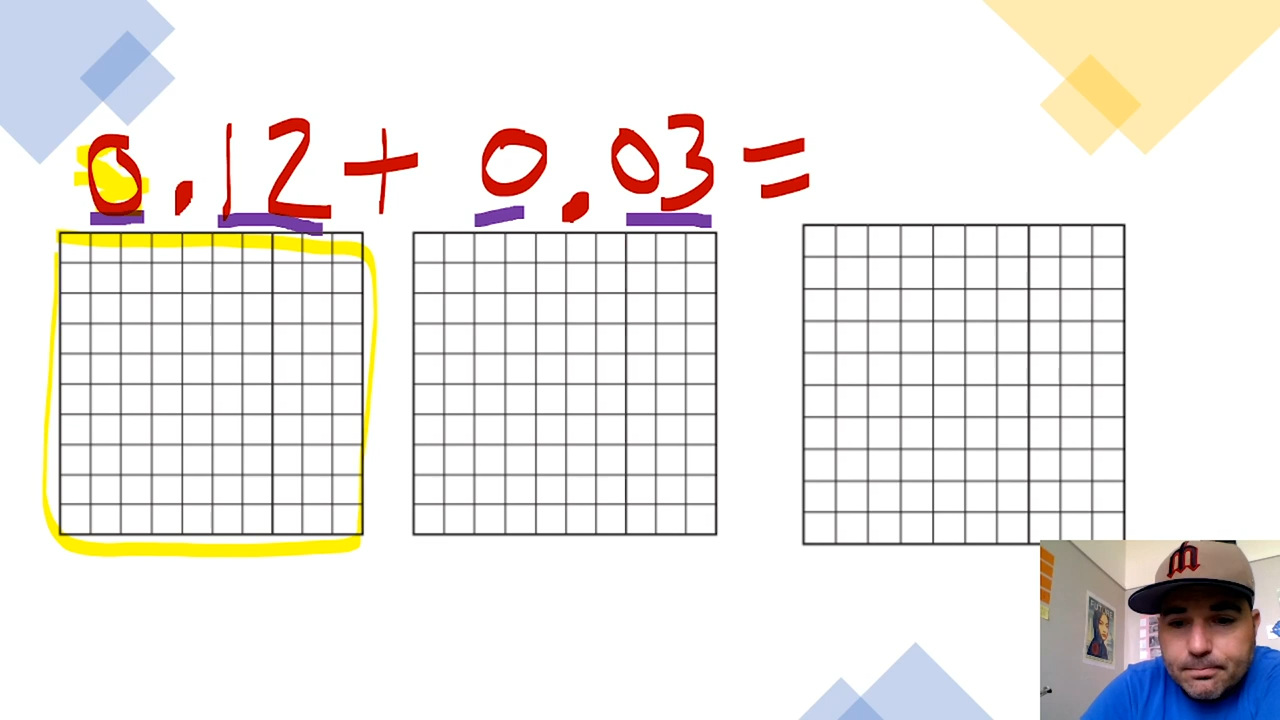 0.12 + 0.03 =